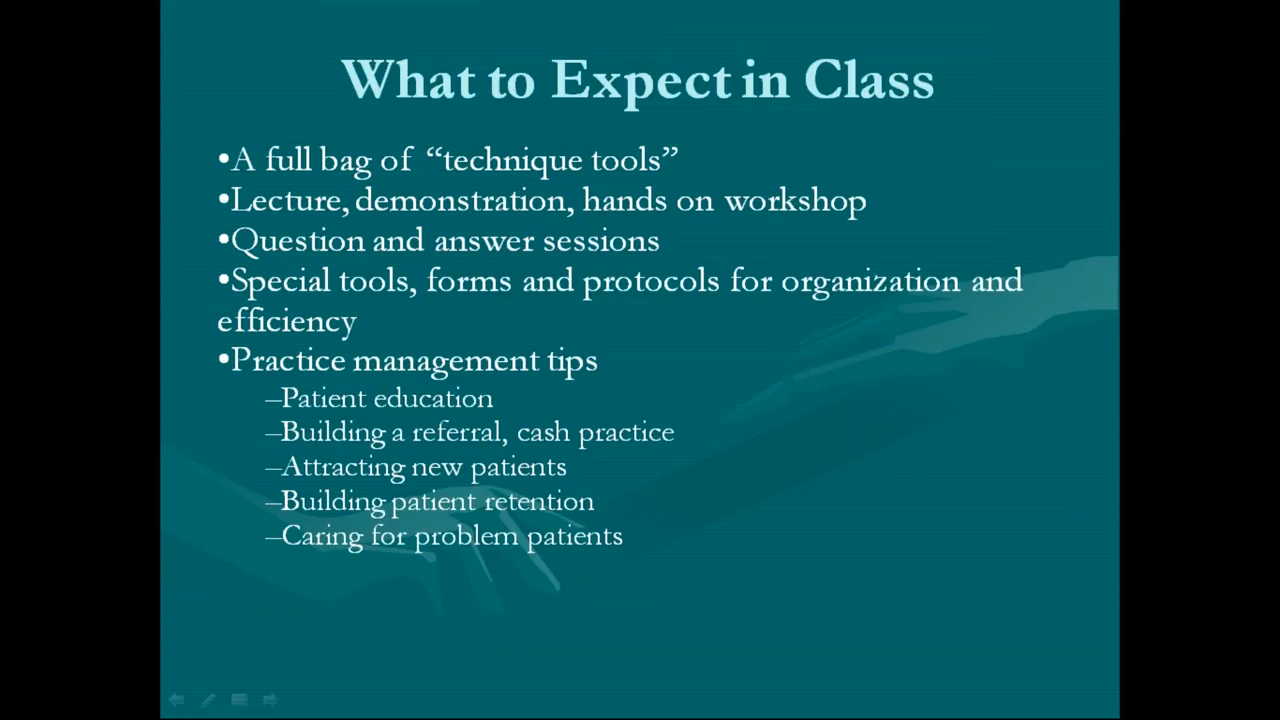 What to Expect in Class
•A full bag of “technique tools”
•Lecture, demonstration, hands on workshop
•Question and answer sessions
•Special tools, forms and protocols for organization and
efficiency
•Practice management tips
–Patient education
–Building a referral, cash practice
–Attracting new patients
–Building patient retention
–Caring for problem patients